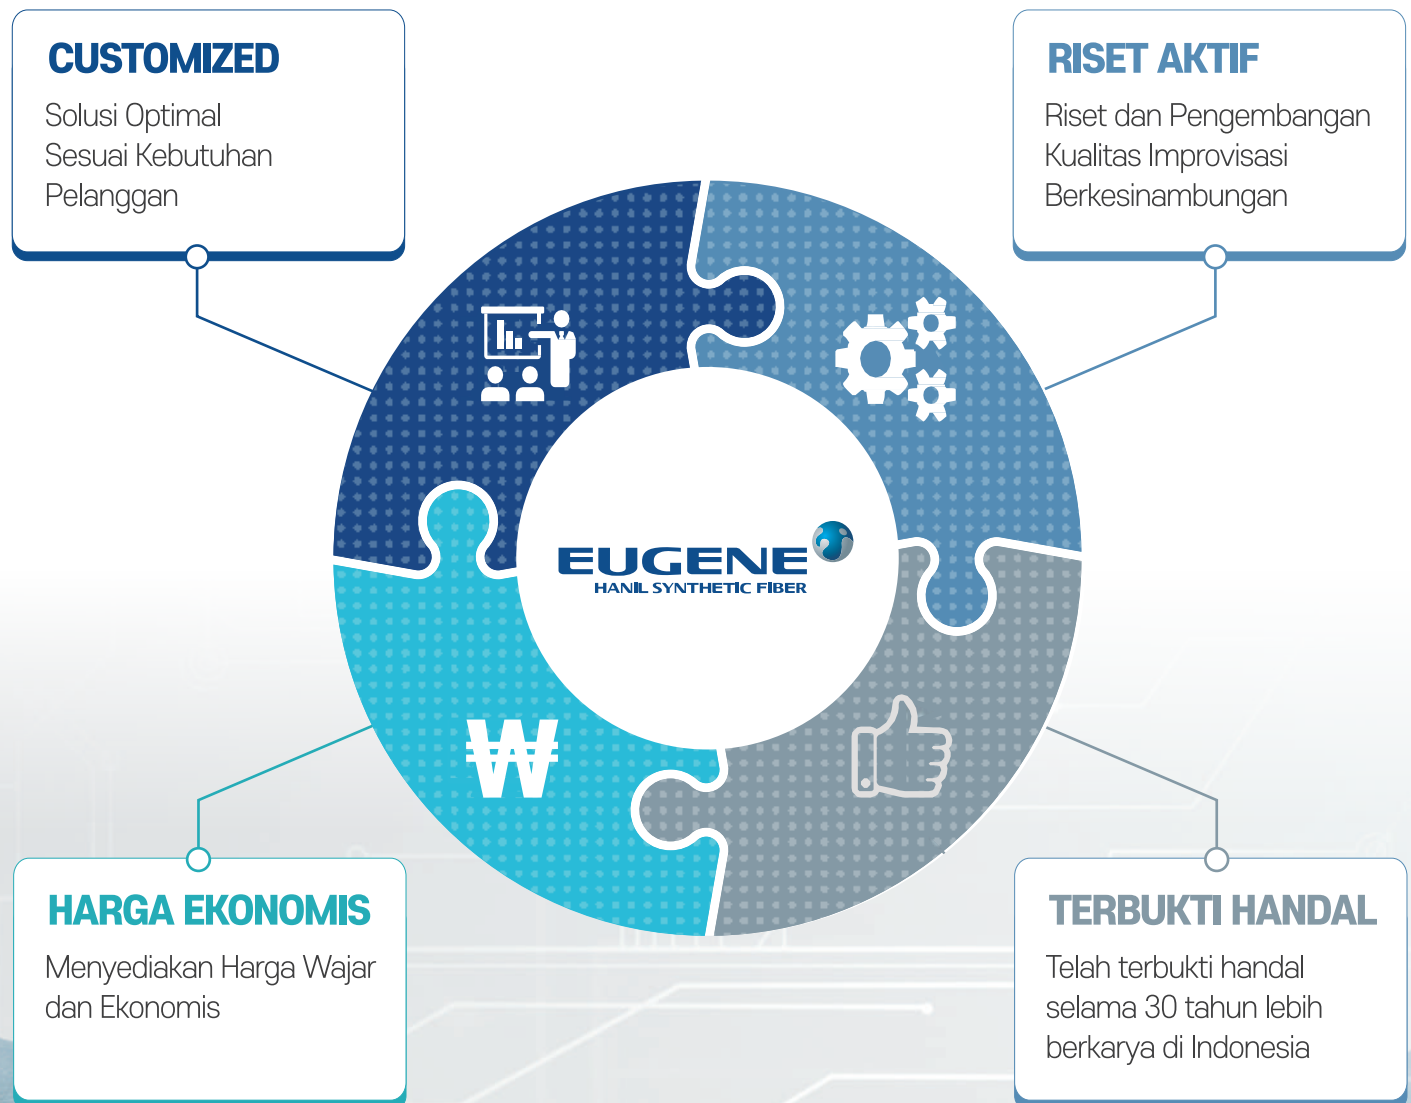 CUSTOMIZED
Solusi Optimal
Sesuai Kebutuhan
Pelanggan
RISET AKTIF
Riset dan Pengembangan
Kualitas Improvisasi
Berkesinambungan
EUGENE
HANIL SYNTHETIC FIBER
₩
HARGA EKONOMIS
Menyediakan Harga Wajar
dan Ekonomis
TERBUKTI HANDAL
Telah terbukti handal
selama 30 tahun lebih
berkarya di Indonesia